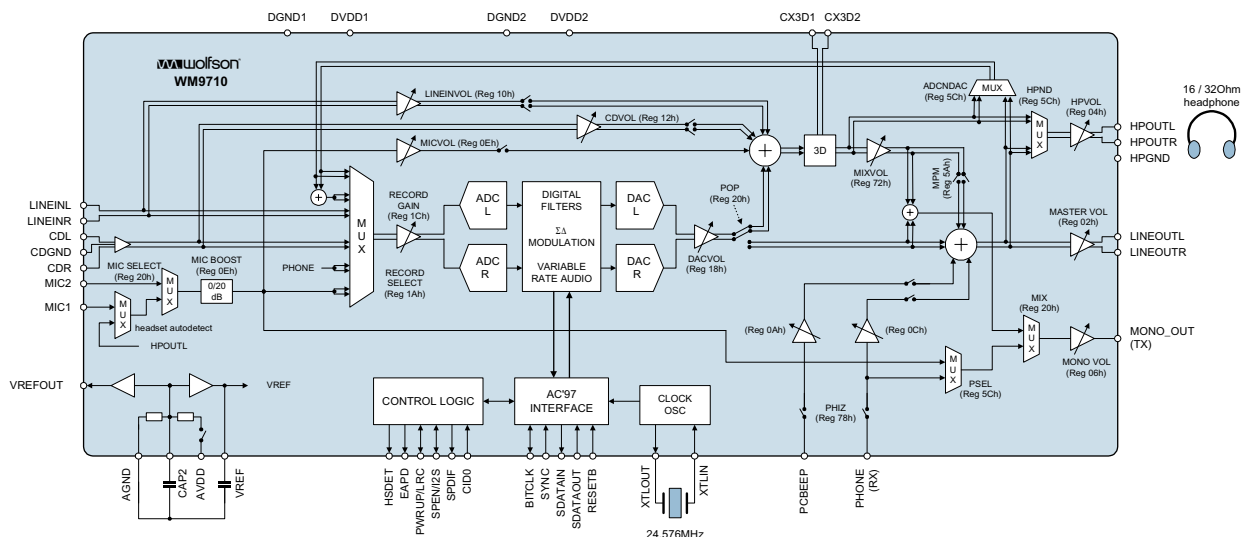 DGND1
DVDD1
DGND2
DVDD2
CX3D1
CX3D2
wolfson
WM9710
LINEINVOL (Reg 10h)
CDVOL (Reg 12h)
MICVOL (Reg 0Eh)
ADCNDAC
(Reg 5Ch)
MUX
HPND
(Reg 5Ch)
HPVOL
(Reg 04h)
16 / 32Ohm
headphone
HPOUTL
HPOUTR
HPGND
M
U
X
3D
MIXVOL
(Reg 72h)
MPM
(Reg 5Ah)
LINEINL
LINEINR
CDL
CDGND
CDR
MIC2
MIC1
MIC SELECT
(Reg 20h)
MIC BOOST
(Reg 0Eh)
0/20
dB
M
U
X
M
U
X
headset autodetect
HPOUTL
PHONE
M
U
X
RECORD
GAIN
(Reg 1Ch)
RECORD
SELECT
(Reg 1Ah)
ADC
L
ADC
R
DIGITAL
FILTERS
ΣΔ
MODULATION
VARIABLE
RATE AUDIO
DAC
L
DAC
R
POP
(Reg 20h)
DACVOL
(Reg 18h)
MASTER VOL
(Reg 02h)
LINEOUTL
LINEOUTR
(Reg 0Ah)
(Reg 0Ch)
MIX
(Reg 20h)
M
U
X
MONO_OUT
(TX)
MONO VOL
(Reg 06h)
M
U
X
PSEL
(Reg 5Ch)
PHIZ
(Reg 78h)
VREFOUT
VREF
CONTROL LOGIC
AC'97
INTERFACE
CLOCK
OSC
AGND
CAP2
AVDD
VREF
HSDET
EAPD
PWRUP/LRC
SPEN/I2S
SPDIF
CID0
BITCLK
SYNC
SDATAIN
SDATAOUT
RESETB
XTLOUT
XTLIN
24.576MHz
PCBEEP
PHONE
(RX)